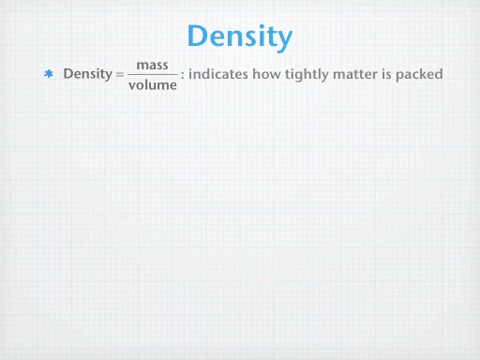 Density
* Density = mass / volume : indicates how tightly matter is packed